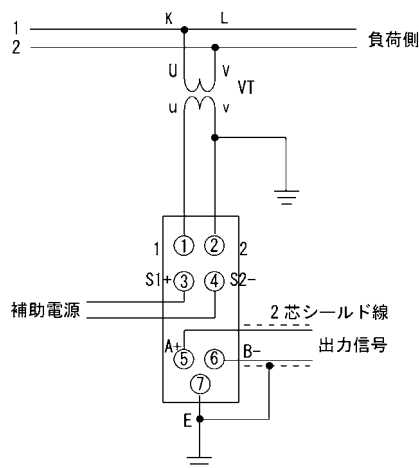 K L
1
2
負荷側
U V
VT
u v
1 ① ② 2
S1+ ③ ④ S2-
補助電源
2芯シールド線
A+ B-
⑤ ⑥
出力信号
⑦
E